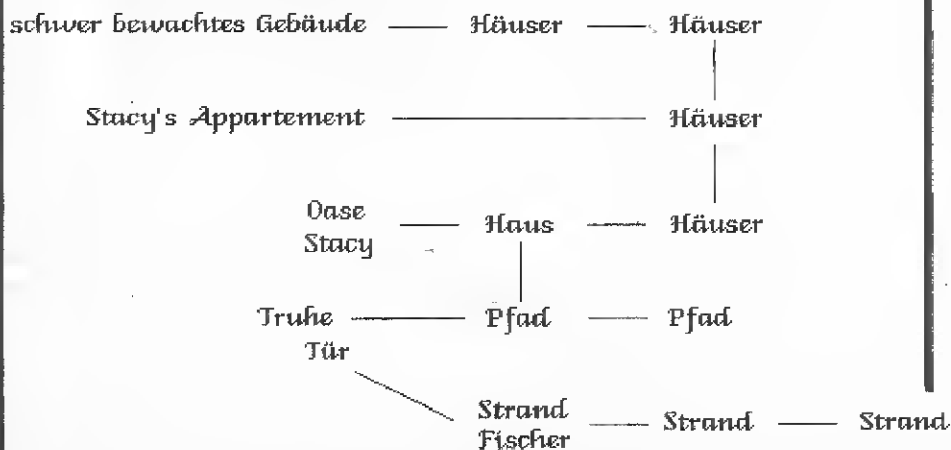 schwer bewachtes Gebäude Häuser Häuser
Stacy's Appartement Häuser
Oase
Stacy
Haus Häuser
Truhe Pfad Pfad
Tür
Strand Strand Strand
Fischer